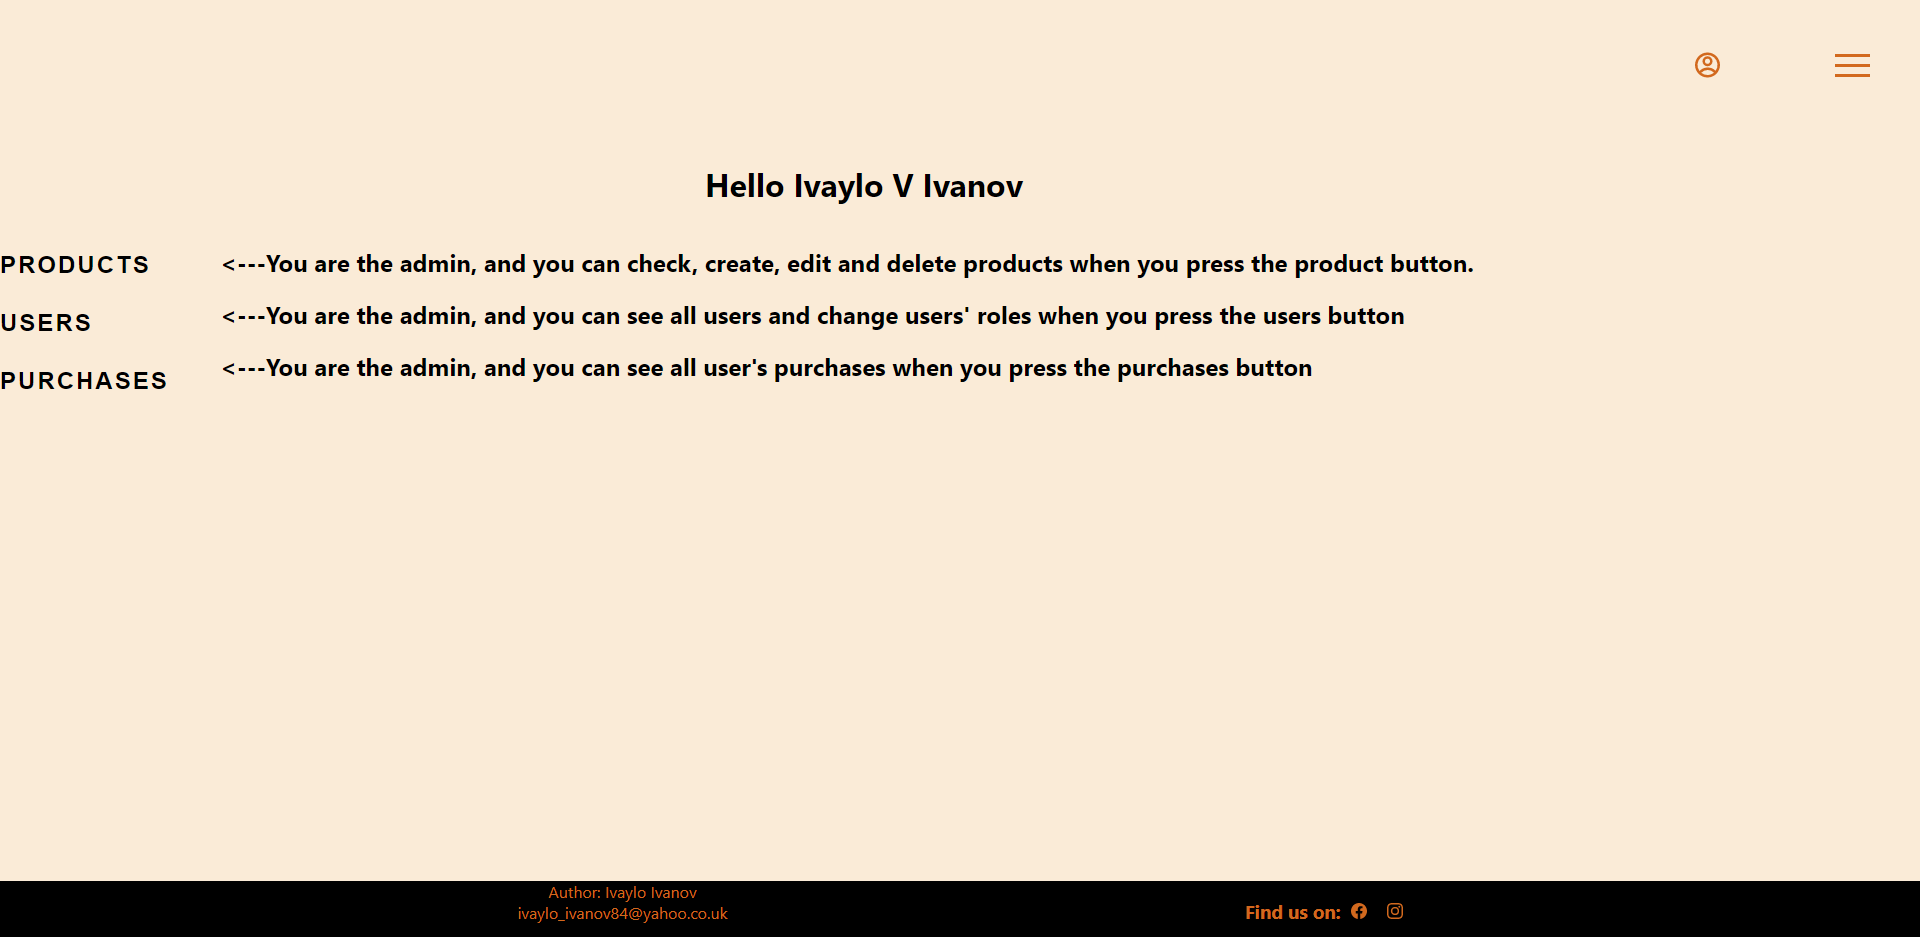 Hello Ivaylo V Ivanov
PRODUCTS
<---You are the admin, and you can check, create, edit and delete products when you press the product button.
USERS
<---You are the admin, and you can see all users and change users' roles when you press the users button
PURCHASES
<---You are the admin, and you can see all user's purchases when you press the purchases button
Author: Ivaylo Ivanov
ivaylo_ivanov84@yahoo.co.uk
Find us on: